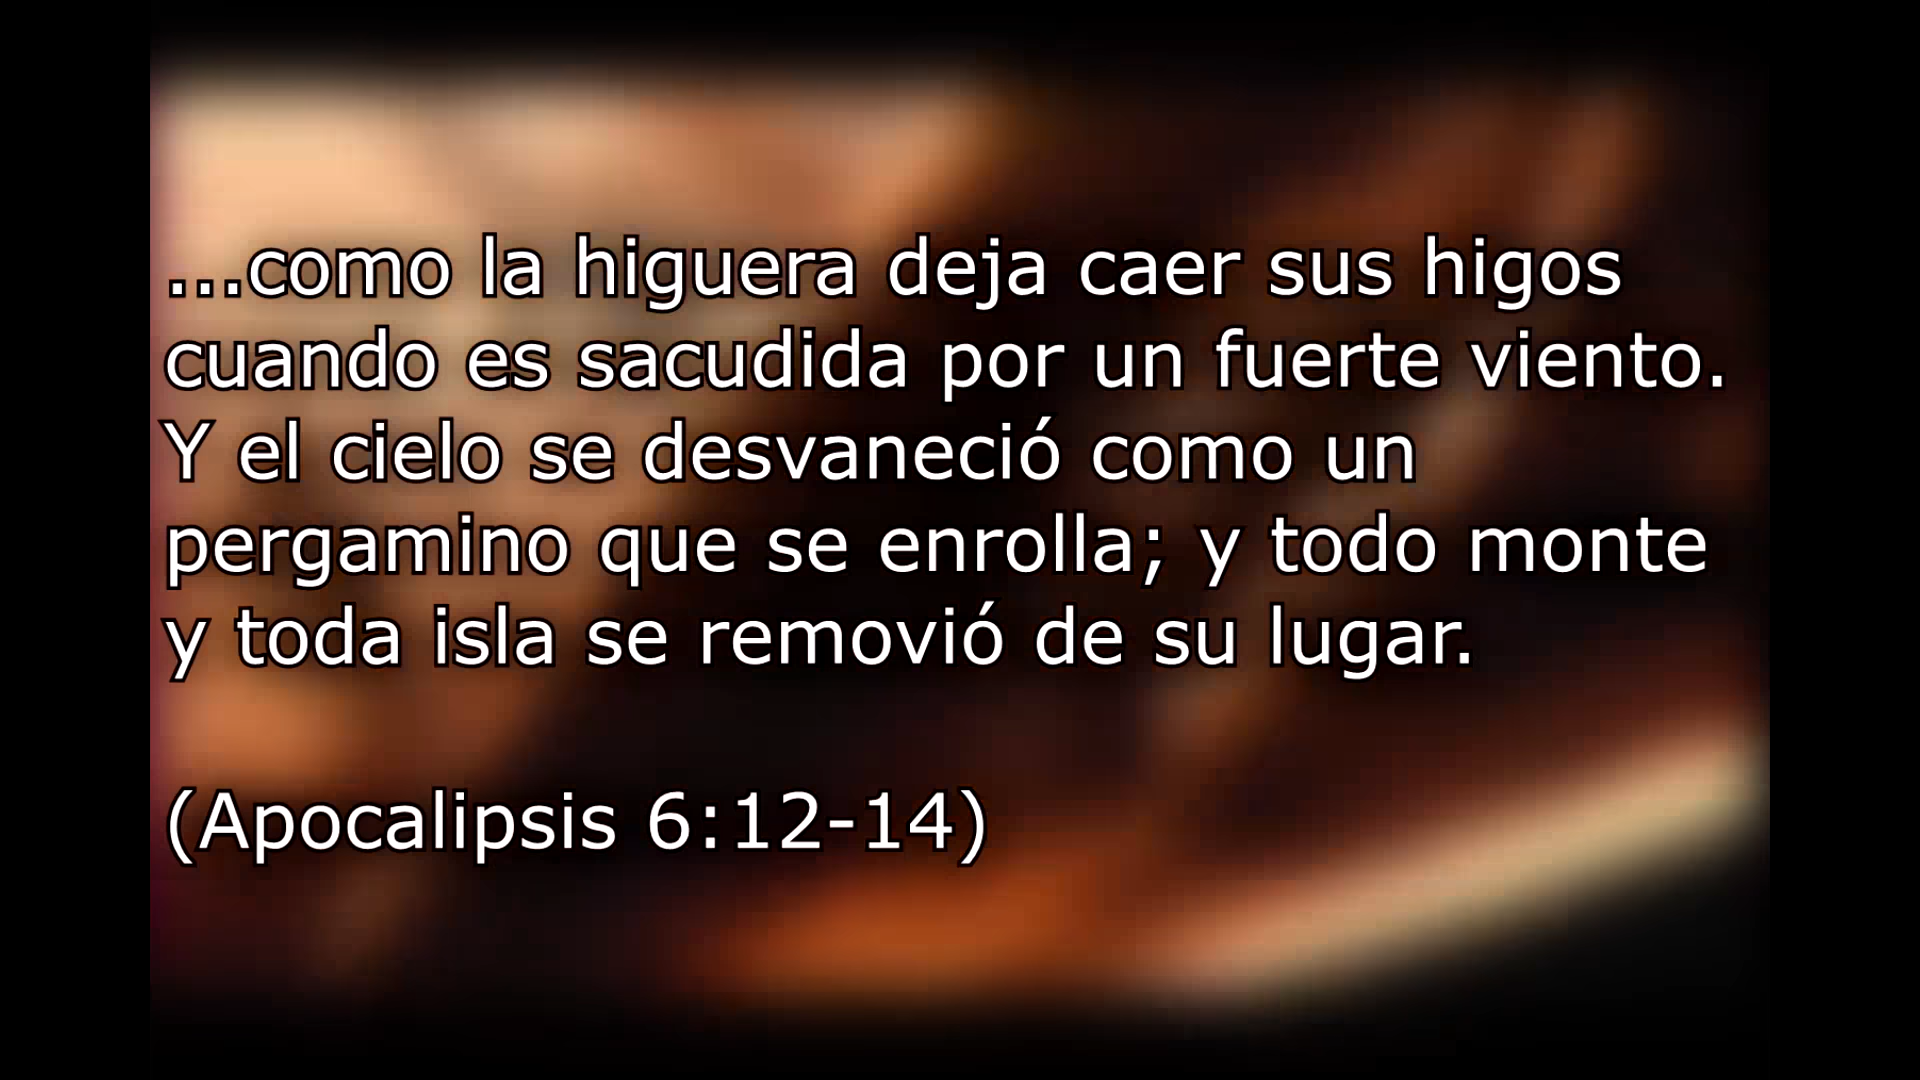 ...como la higuera deja caer sus higos
cuando es sacudida por un fuerte viento.
Y el cielo se desvaneció como un
pergamino que se enrolla; y todo monte
y toda isla se removió de su lugar.
(Apocalipsis 6:12-14)